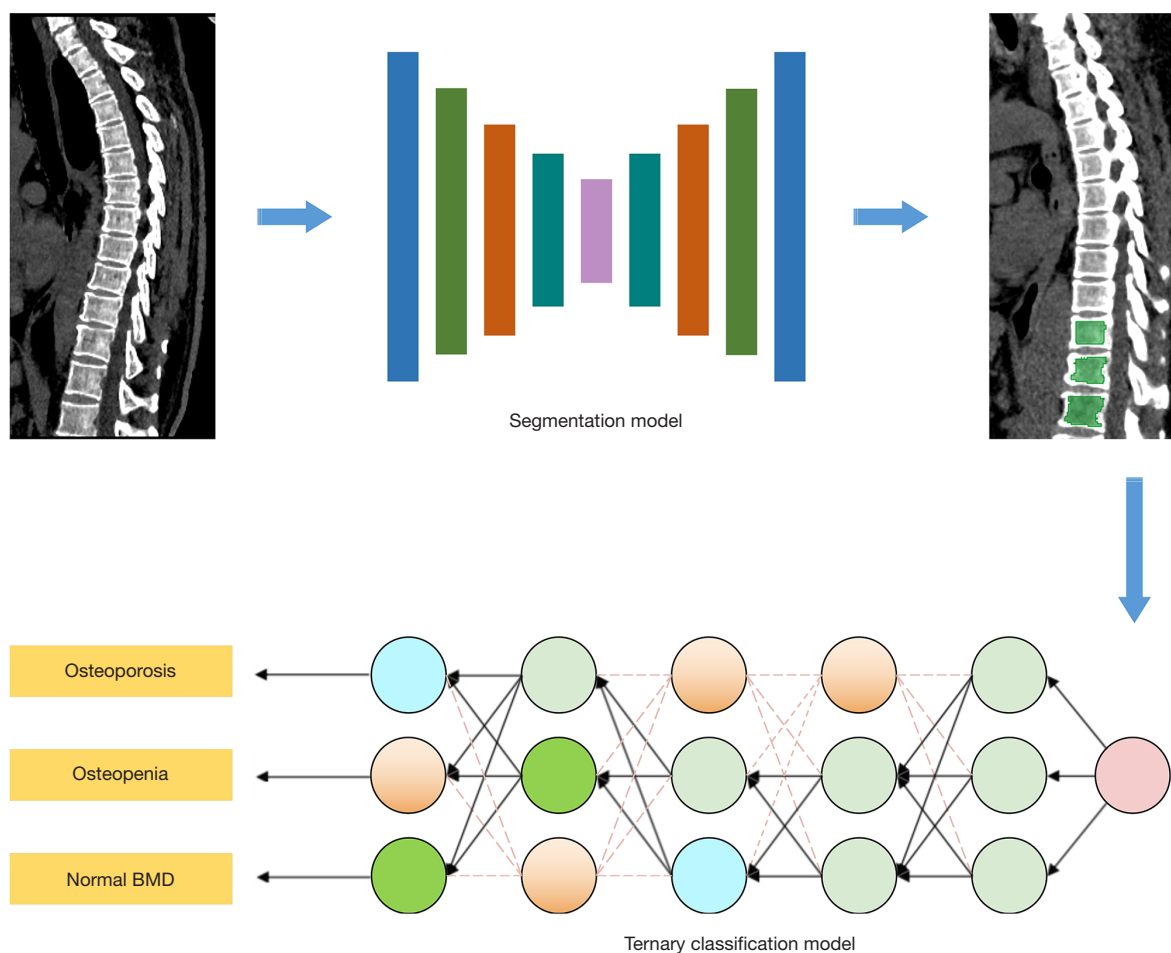 Segmentation model
Osteoporosis
Osteopenia
Normal BMD
Ternary classification model